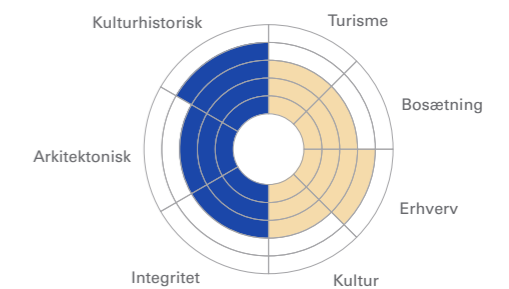 Kulturhistorisk
Turisme
Bosætning
Arkitektonisk
Erhverv
Integritet
Kultur